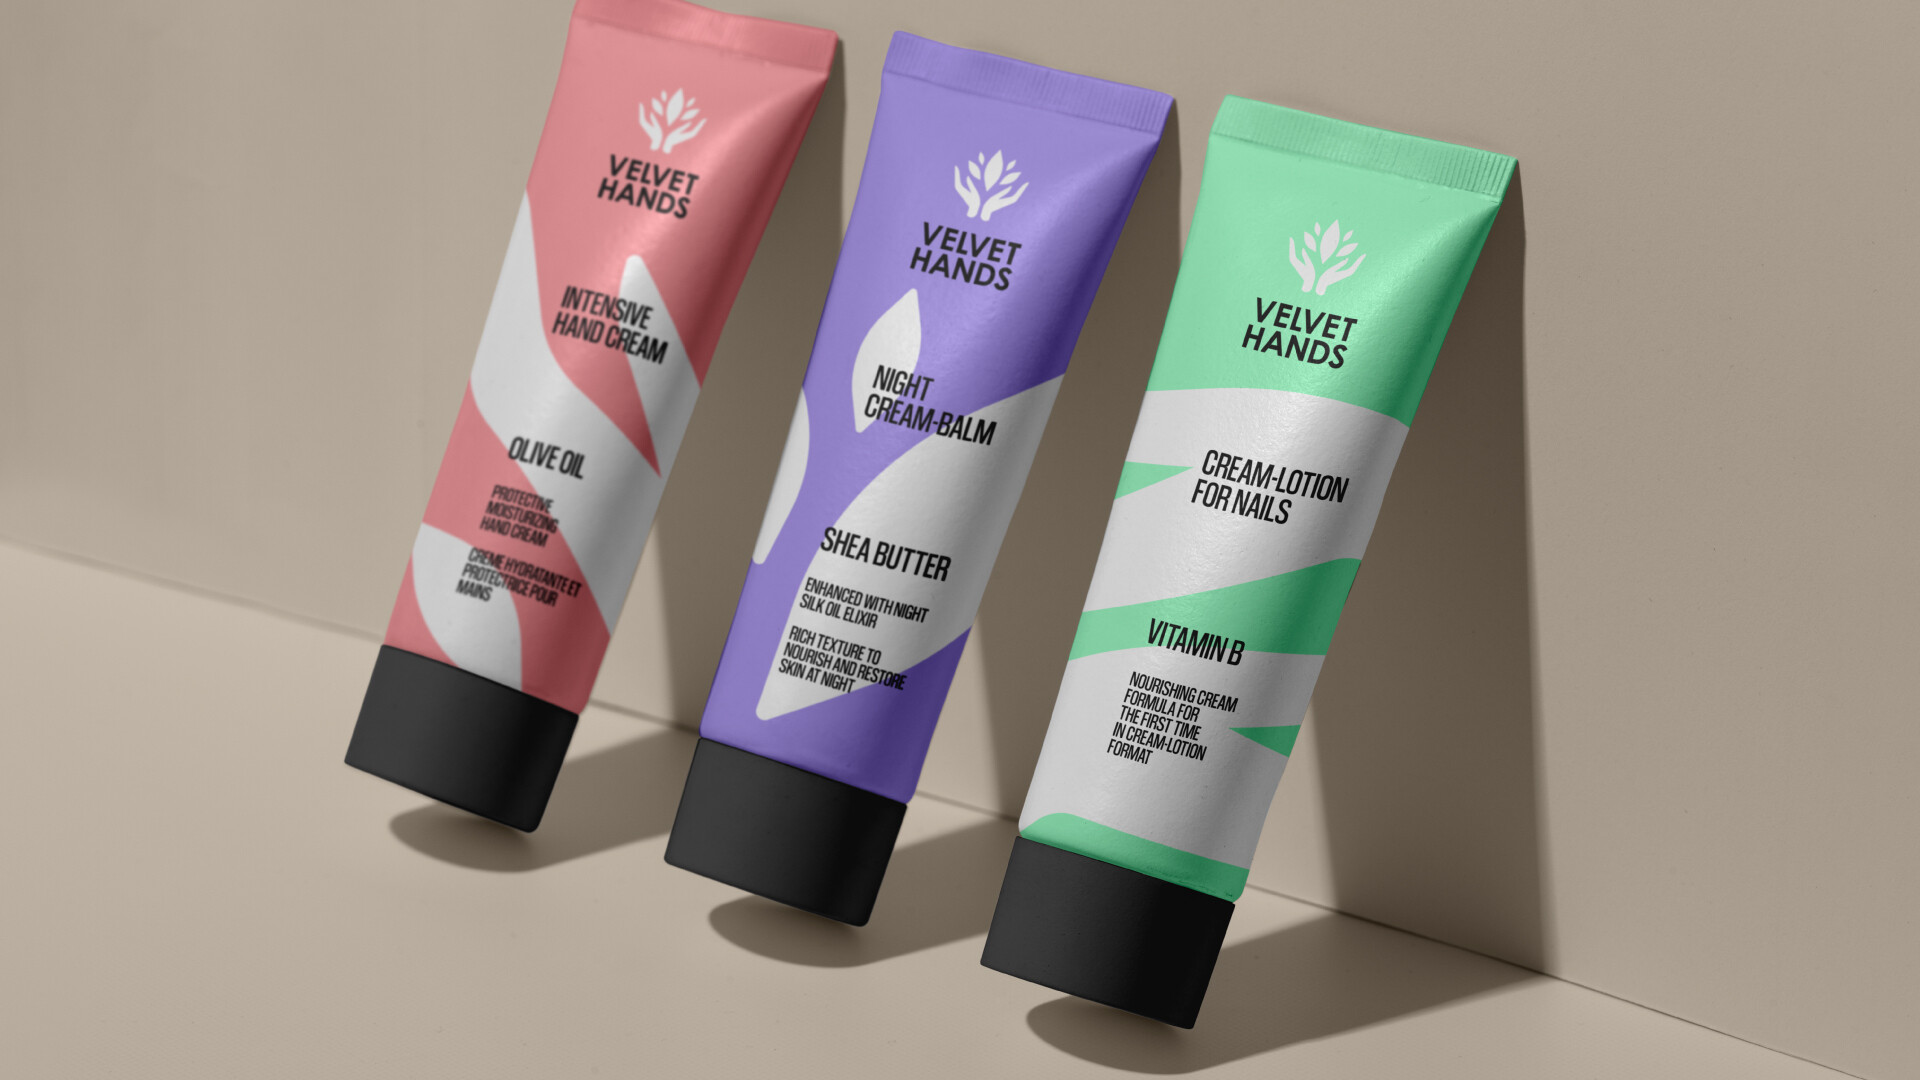 VELVET
HANDS
INTENSIVE
HAND CREAM
OLIVE OIL
PROTECTIVE
MOISTURIZING
HAND CREAM
CREME HYDRATANTE ET
PROTECTRICE POUR
MAINS
VELVET
HANDS
NIGHT
CREAM-BALM
SHEA BUTTER
ENHANCED WITH NIGHT
SILK OIL ELIXIR
RICH TEXTURE TO
NOURISH AND RESTORE
SKIN AT NIGHT
VELVET
HANDS
CREAM-LOTION
FOR NAILS
VITAMIN B
NOURISHING CREAM
FORMULA FOR
THE FIRST TIME
IN CREAM-LOTION
FORMAT